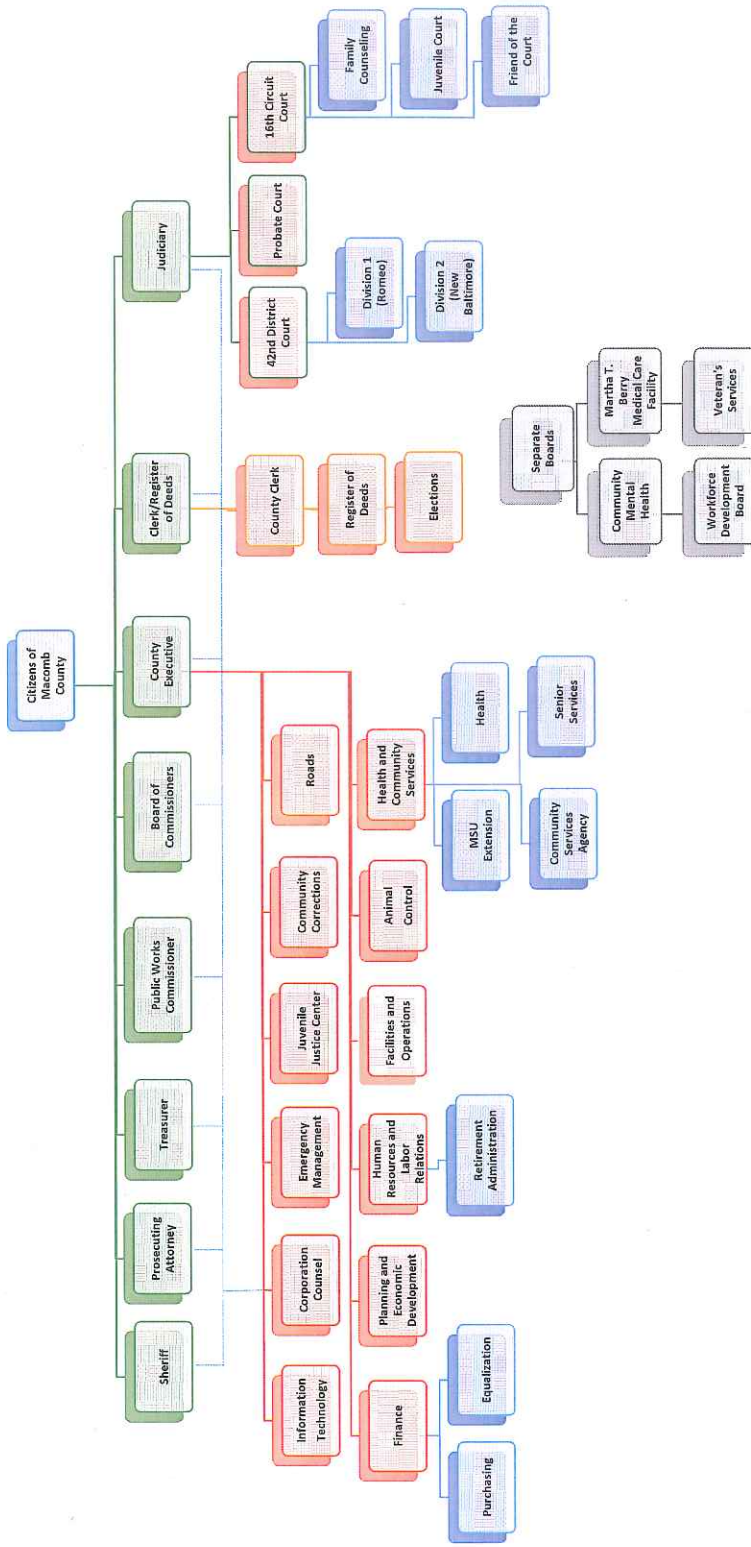 Citizens of
Macomb
County
Sheriff
Prosecuting
Attorney
Treasurer
Public Works
Commissioner
Board of
Commissioners
County
Executive
Clerk/Register
of Deeds
Judiciary
Information
Technology
Corporation
Counsel
Emergency
Management
Juvenile
Justice Center
Community
Corrections
Roads
Finance
Planning and
Economic
Development
Human
Resources and
Labor
Relations
Facilities and
Operations
Animal
Control
Health and
Community
Services
Purchasing
Equalization
Retirement
Administration
MSU
Extension
Health
Community
Services
Agency
Senior
Services
County Clerk
Register of
Deeds
Elections
42nd District
Court
Probate Court
16th Circuit
Court
Division 1
(Romeo)
Division 2
(New
Baltimore)
Family
Counseling
Juvenile Court
Friend of the
Court
Separate
Boards
Community
Mental
Health
Martha T.
Berry
Medical Care
Facility
Workforce
Development
Board
Veteran's
Services